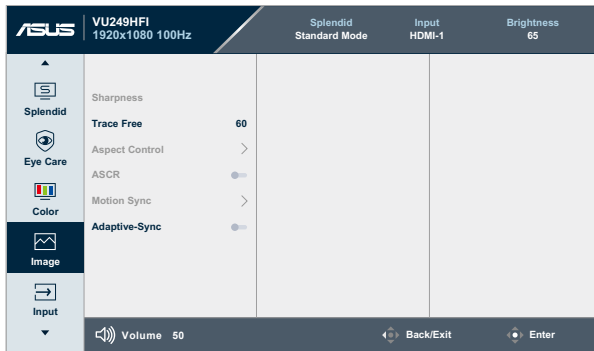 ASUS
VU249HFI
1920x1080 100Hz
Splendid
Standard Mode
Input
HDMI-1
Brightness
65
Splendid
Eye Care
Color
Image
Input
Sharpness
Trace Free 60
Aspect Control
ASCR
Motion Sync
Adaptive-Sync
Volume 50
Back/Exit
Enter